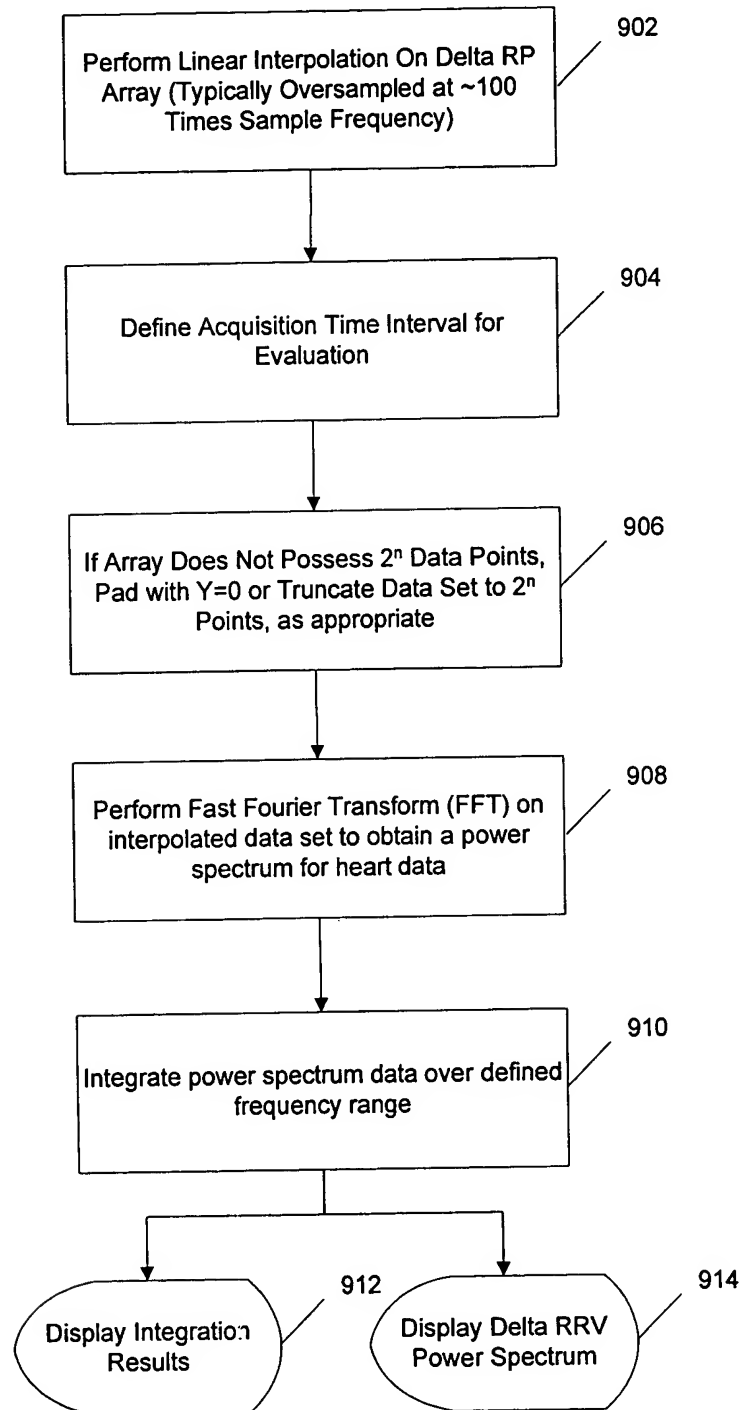 902
Perform Linear Interpolation On Delta RP
Array (Typically Oversampled at ~100
Times Sample Frequency)
904
Define Acquisition Time Interval for
Evaluation
906
If Array Does Not Possess 2ⁿ Data Points,
Pad with Y=0 or Truncate Data Set to 2ⁿ
Points, as appropriate
908
Perform Fast Fourier Transform (FFT) on
interpolated data set to obtain a power
spectrum for heart data
910
Integrate power spectrum data over defined
frequency range
912
Display Integration
Results
914
Display Delta RRV
Power Spectrum